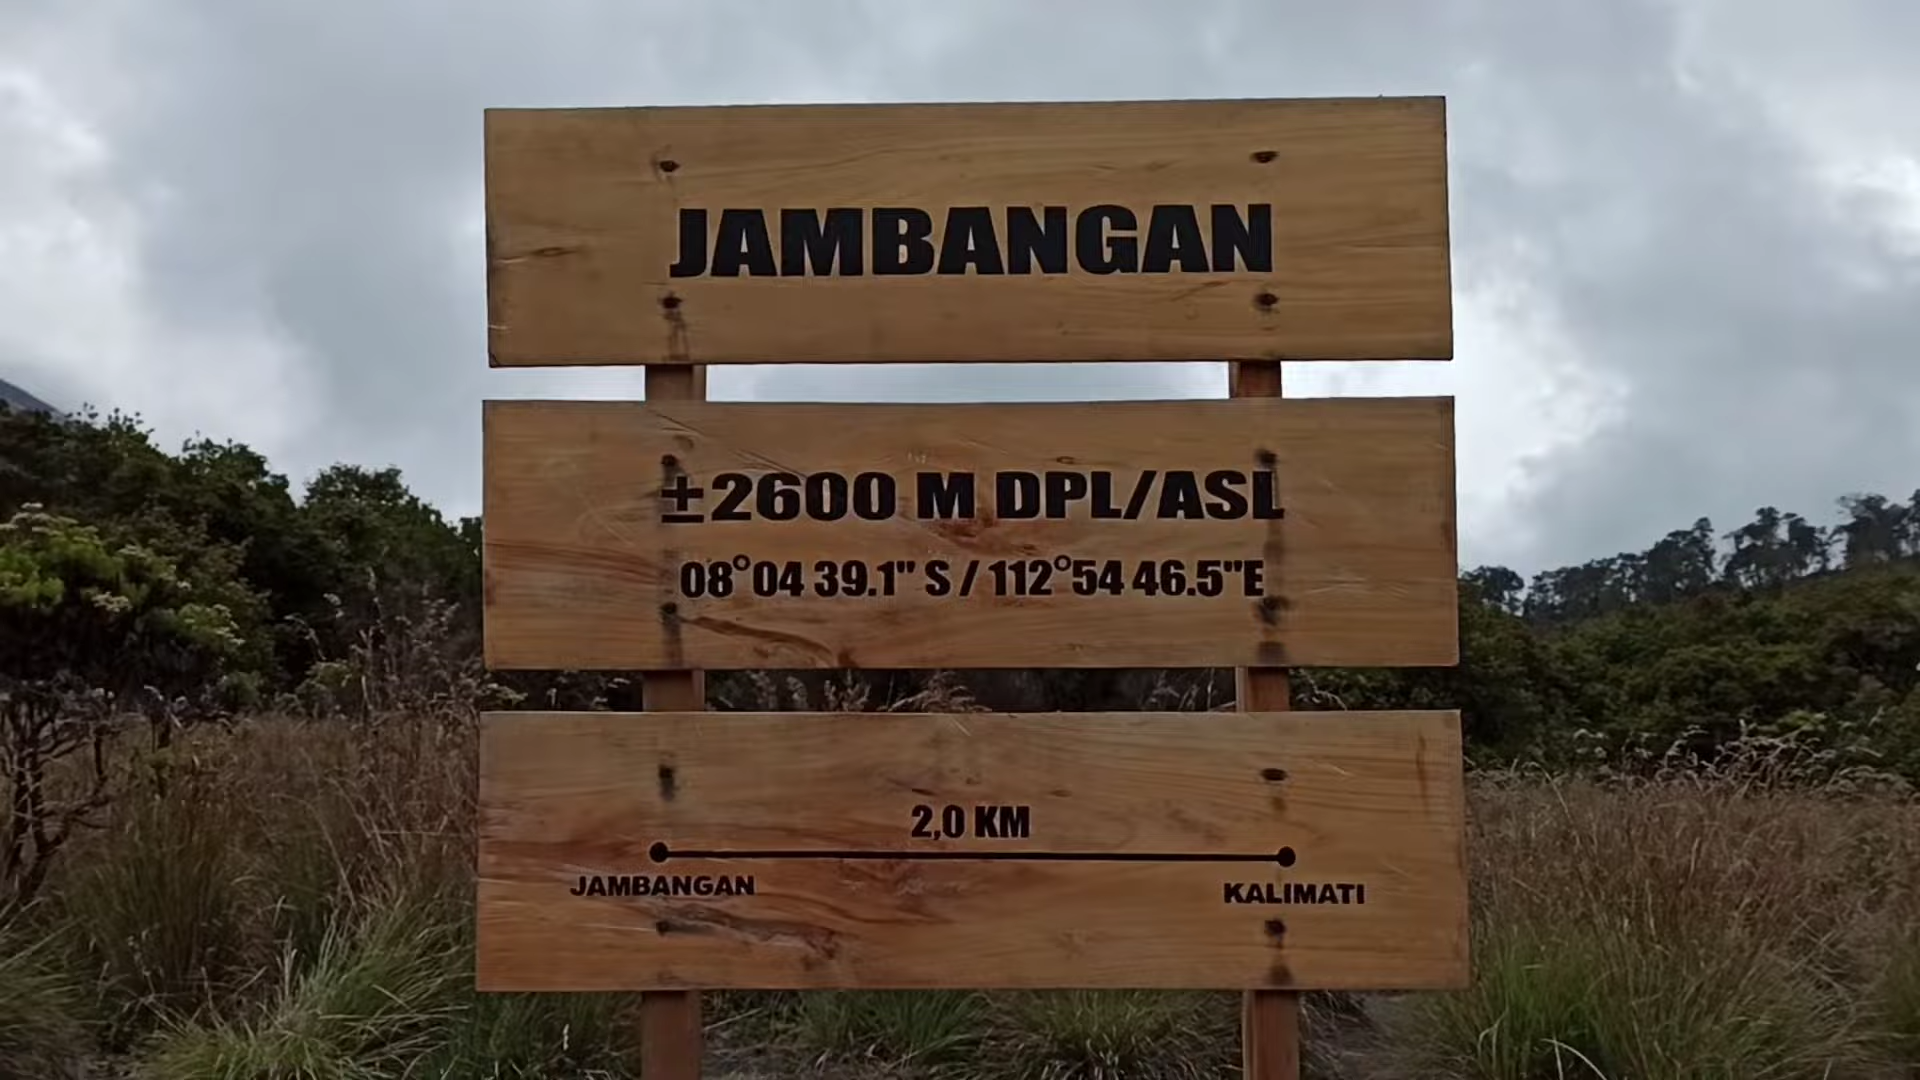 JAMBANGAN
±2600 M DPL/ASL
08°04 39.1" S / 112°54 46.5"E
2,0 KM
JAMBANGAN KALIMATI